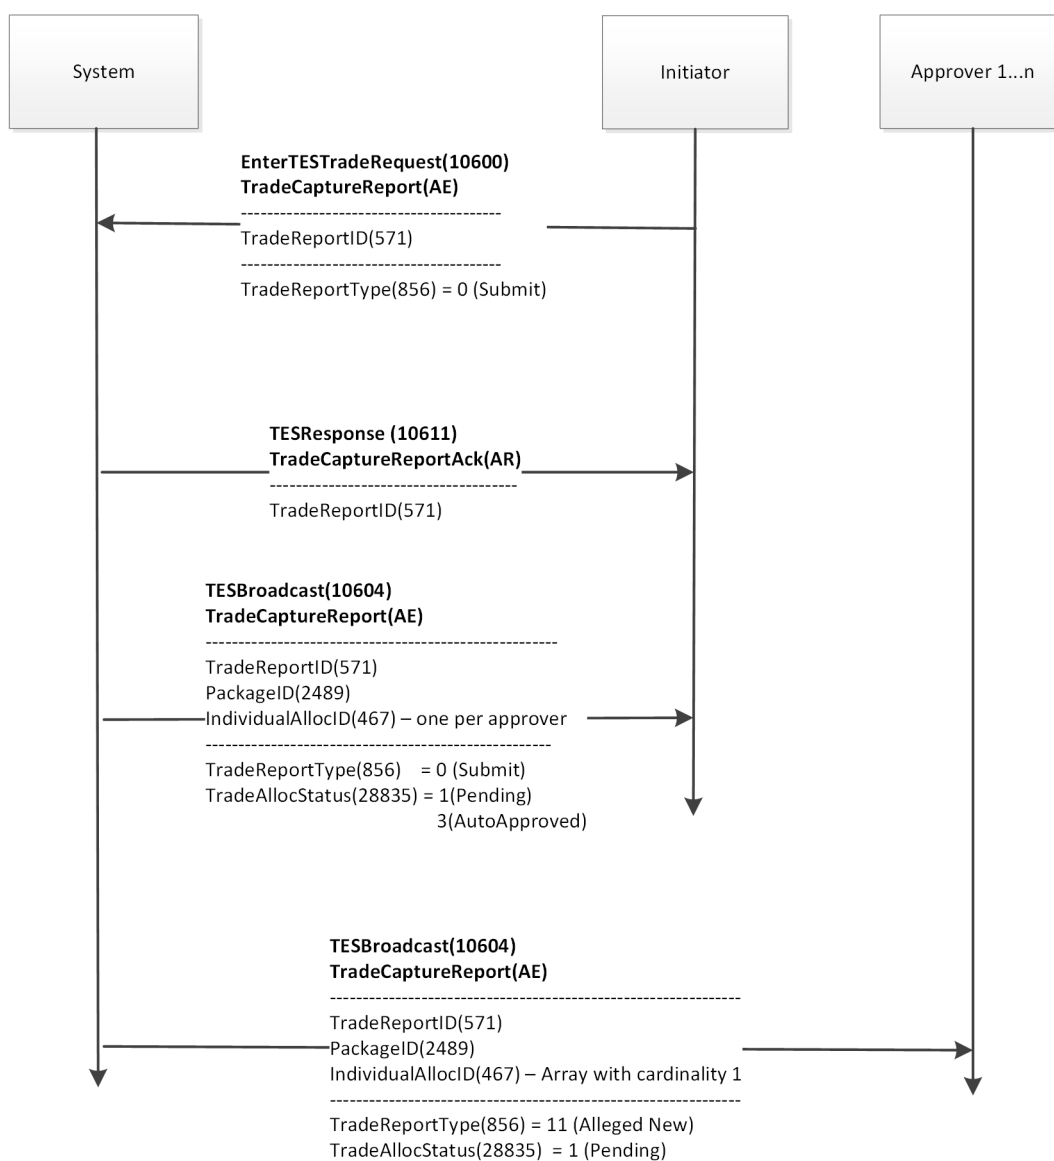 System
Initiator
Approver 1...n
EnterTESTradeRequest(10600)
TradeCaptureReport(AE)
----------------------------------------
TradeReportID(571)
----------------------------------------
TradeReportType(856) = 0 (Submit)
TESResponse (10611)
TradeCaptureReportAck(AR)
--------------------------------------
TradeReportID(571)
TESBroadcast(10604)
TradeCaptureReport(AE)
------------------------------------------------------
TradeReportID(571)
PackageID(2489)
IndividualAllocID(467) – one per approver
-----------------------------------------------------
TradeReportType(856) = 0 (Submit)
TradeAllocStatus(28835) = 1(Pending)
3(AutoApproved)
TESBroadcast(10604)
TradeCaptureReport(AE)
---------------------------------------------------------------
TradeReportID(571)
PackageID(2489)
IndividualAllocID(467) – Array with cardinality 1
---------------------------------------------------------------
TradeReportType(856) = 11 (Alleged New)
TradeAllocStatus(28835) = 1 (Pending)